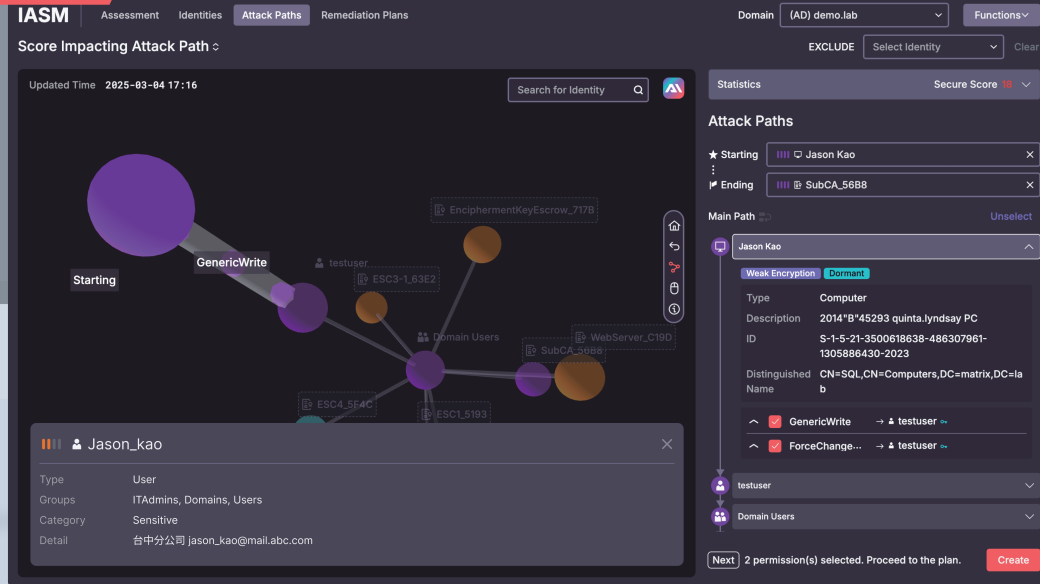 IASM
Assessment
Identities
Attack Paths
Remediation Plans
Domain
(AD) demo.lab
Functions
Score Impacting Attack Path
EXCLUDE
Select Identity
Clear
Updated Time 2025-03-04 17:16
Search for Identity
Starting
GenericWrite
testuser
EnciphermentKeyEscrow_717B
ESC3-1_63E2
Domain Users
WebServer_C19D
SubCA_56B8
ESC4_5F4C
ESC1_5193
Jason_kao
Type User
Groups ITAdmins, Domains, Users
Category Sensitive
Detail 台中分公司 jason_kao@mail.abc.com
Statistics
Secure Score 18
Attack Paths
Starting Jason Kao
Ending SubCA_56B8
Main Path
Unselect
Jason Kao
Weak Encryption Dormant
Type Computer
Description 2014"B"45293 quinta.lyndsay PC
ID S-1-5-21-3500618638-486307961-
1305886430-2023
Distinguished CN=SQL,CN=Computers,DC=matrix,DC=la
Name b
GenericWrite → testuser
ForceChange... → testuser
testuser
Domain Users
Next 2 permission(s) selected. Proceed to the plan.
Create